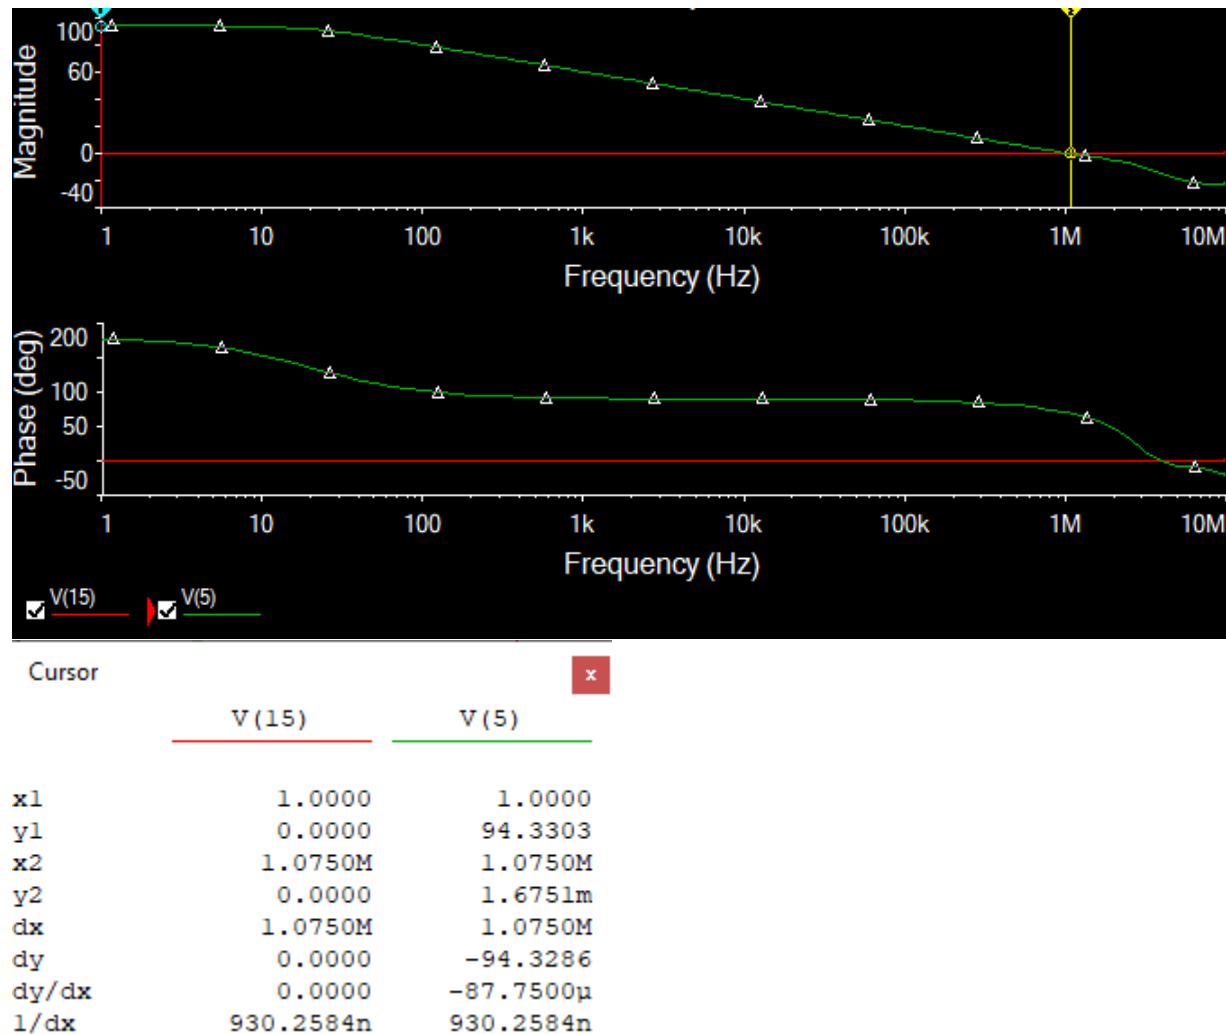 Magnitude
100
60
0
-40
1 10 100 1k 10k 100k 1M 10M
Frequency (Hz)
Phase (deg)
200
100
50
-50
1 10 100 1k 10k 100k 1M 10M
Frequency (Hz)
V(15) V(5)
Cursor x
V(15) V(5)
x1 1.0000 1.0000
y1 0.0000 94.3303
x2 1.0750M 1.0750M
y2 0.0000 1.6751m
dx 1.0750M 1.0750M
dy 0.0000 -94.3286
dy/dx 0.0000 -87.7500µ
1/dx 930.2584n 930.2584n